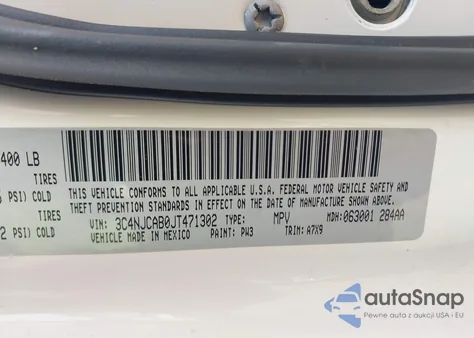 400 LB
TIRES
PSI) COLD
TIRES
2 PSI) COLD
THIS VEHICLE CONFORMS TO ALL APPLICABLE U.S.A. FEDERAL MOTOR VEHICLE SAFETY AND
THEFT PREVENTION STANDARDS IN EFFECT ON THE DATE OF MANUFACTURE SHOWN ABOVE.
VIN: 3C4NJCAB0JT471302 TYPE: MPV MDH: 063001 284AA
VEHICLE MADE IN MEXICO PAINT: PW3 TRIM: A7X9
autoSnap
Pewne auta z aukcji USA i EU